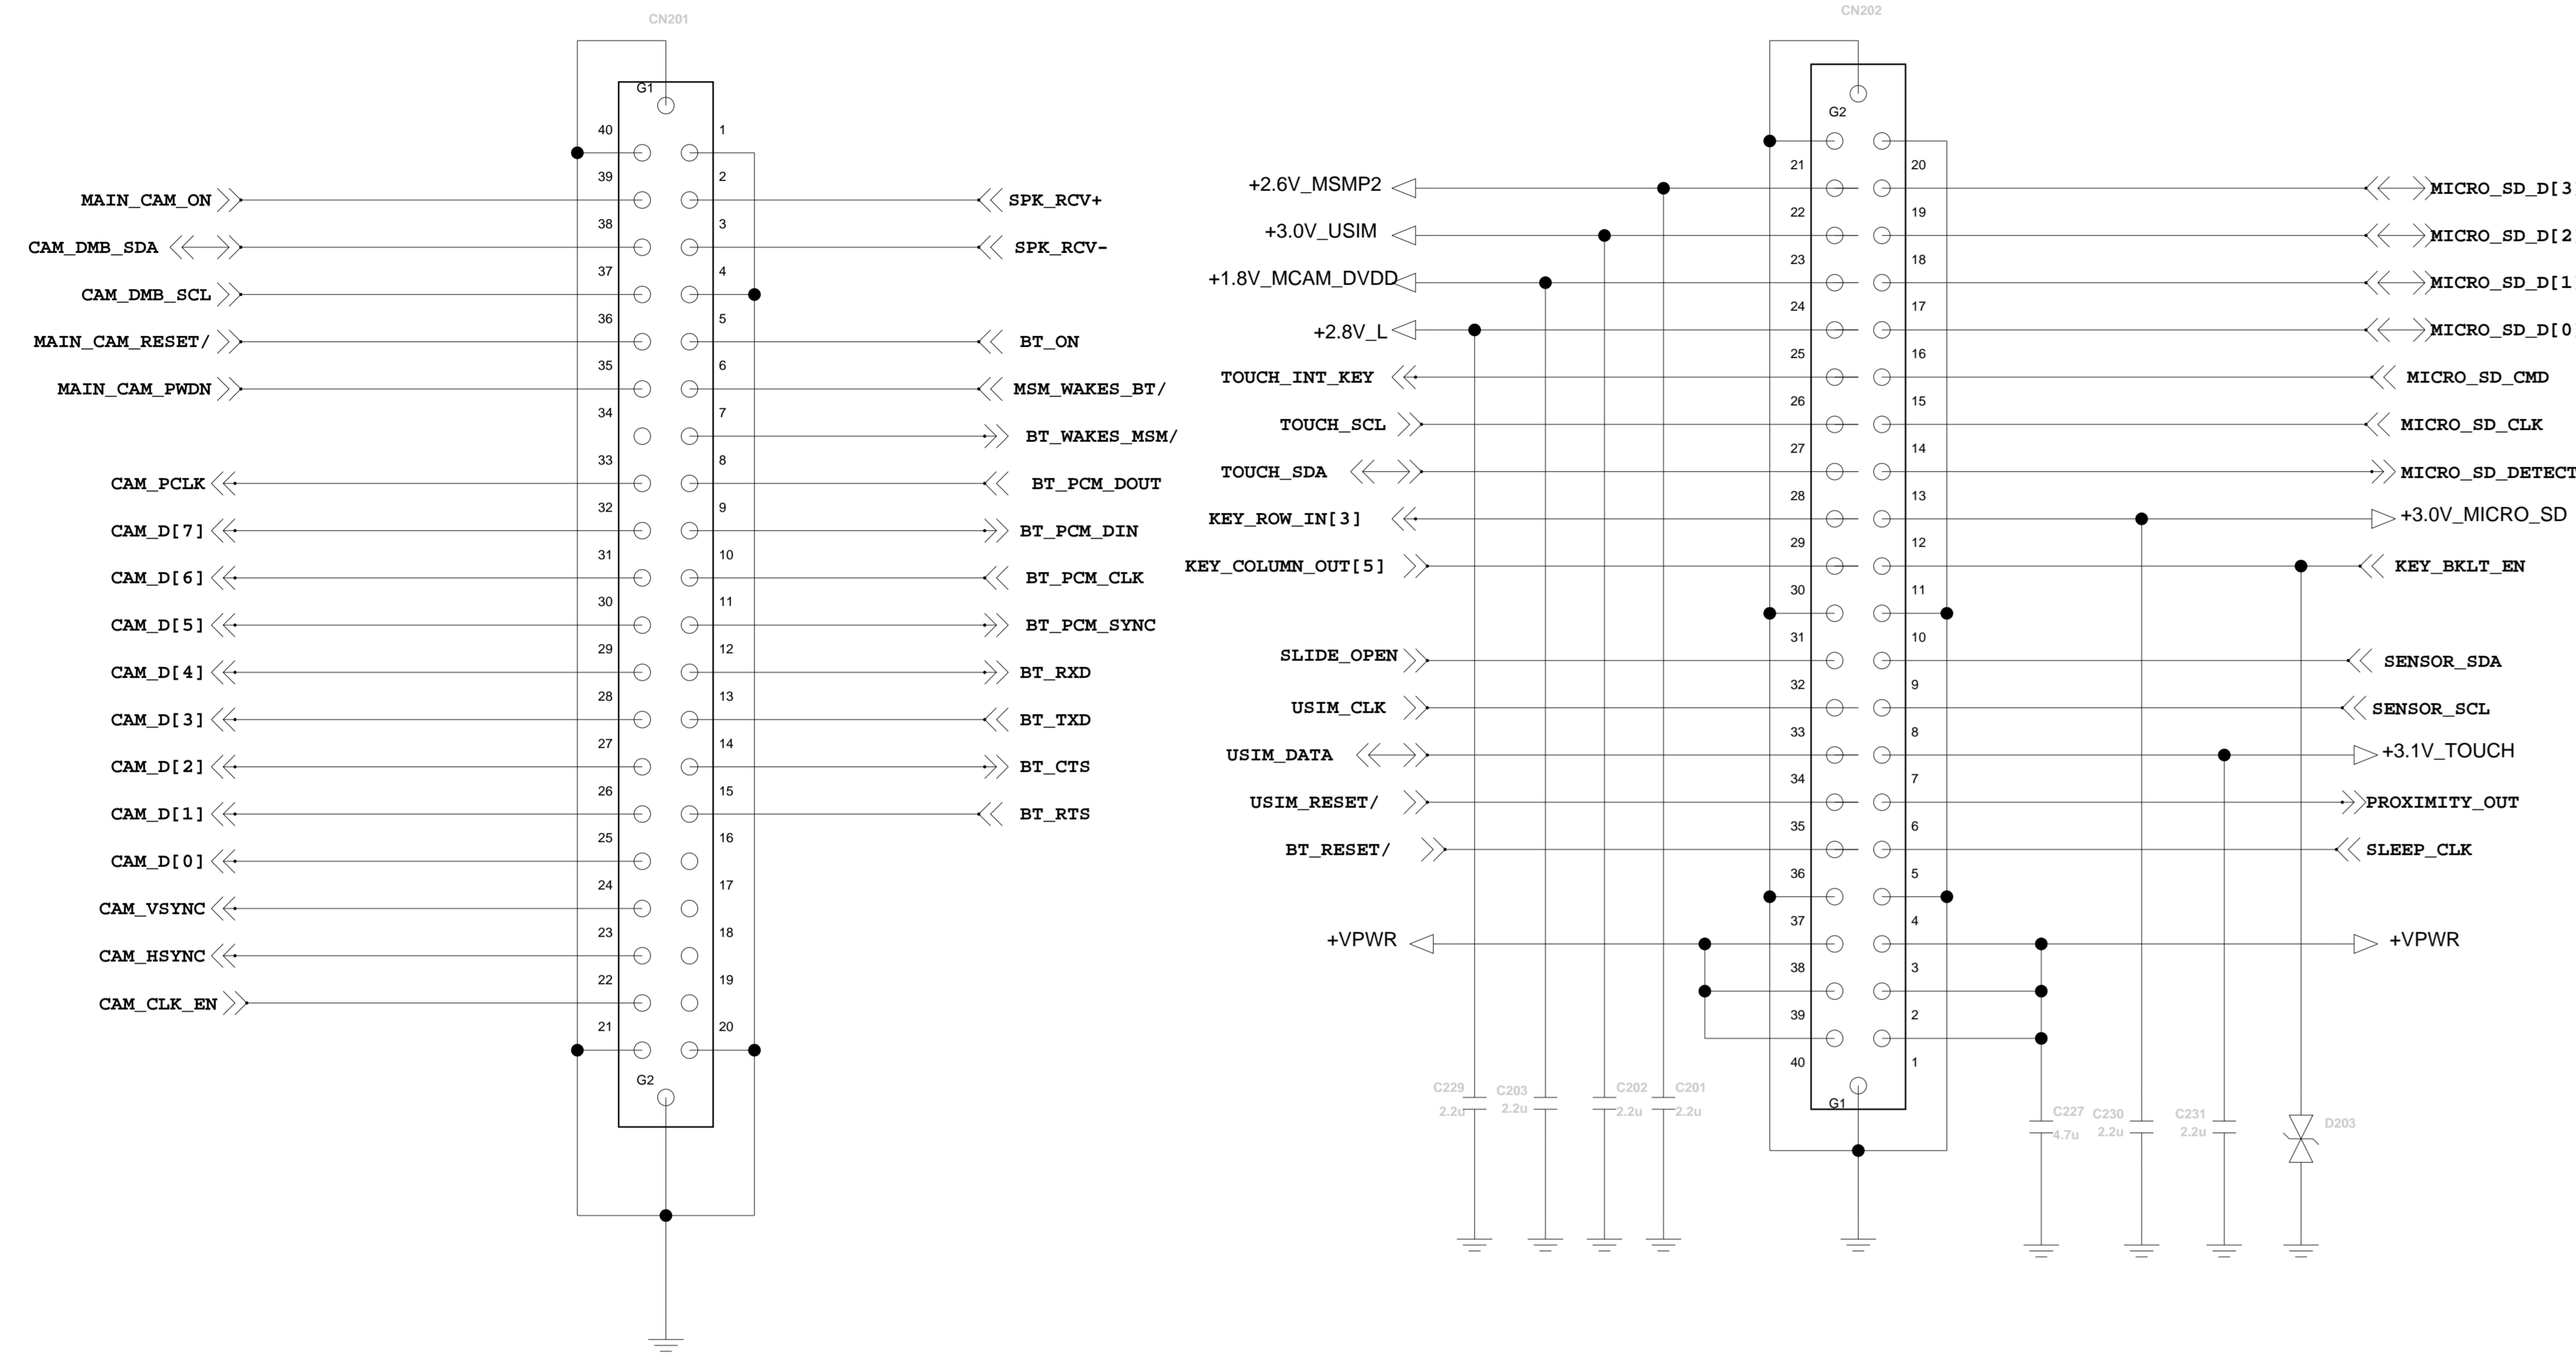 CN201
G1
40 1
39 2
MAIN_CAM_ON SPK_RCV+
38 3
CAM_DMB_SDA SPK_RCV-
37 4
CAM_DMB_SCL
36 5
MAIN_CAM_RESET/ BT_ON
35 6
MAIN_CAM_PWDN MSM_WAKES_BT/
34 7
BT_WAKES_MSM/
33 8
CAM_PCLK BT_PCM_DOUT
32 9
CAM_D[7] BT_PCM_DIN
31 10
CAM_D[6] BT_PCM_CLK
30 11
CAM_D[5] BT_PCM_SYNC
29 12
CAM_D[4] BT_RXD
28 13
CAM_D[3] BT_TXD
27 14
CAM_D[2] BT_CTS
26 15
CAM_D[1] BT_RTS
25 16
CAM_D[0]
24 17
CAM_VSYNC
23 18
CAM_HSYNC
22 19
CAM_CLK_EN
21 20
G2
CN202
G2
21 20
+2.6V_MSMP2 MICRO_SD_D[3
22 19
+3.0V_USIM MICRO_SD_D[2
23 18
+1.8V_MCAM_DVDD MICRO_SD_D[1
24 17
+2.8V_L MICRO_SD_D[0
25 16
TOUCH_INT_KEY MICRO_SD_CMD
26 15
TOUCH_SCL MICRO_SD_CLK
27 14
TOUCH_SDA MICRO_SD_DETECT
28 13
KEY_ROW_IN[3] +3.0V_MICRO_SD
29 12
KEY_COLUMN_OUT[5] KEY_BKLT_EN
30 11
31 10
SLIDE_OPEN SENSOR_SDA
32 9
USIM_CLK SENSOR_SCL
33 8
USIM_DATA +3.1V_TOUCH
34 7
USIM_RESET/ PROXIMITY_OUT
35 6
BT_RESET/ SLEEP_CLK
36 5
37 4
+VPWR +VPWR
38 3
39 2
40 1
G1
C229 C203 C202 C201
2.2u 2.2u 2.2u 2.2u
C227 C230 C231 D203
4.7u 2.2u 2.2u